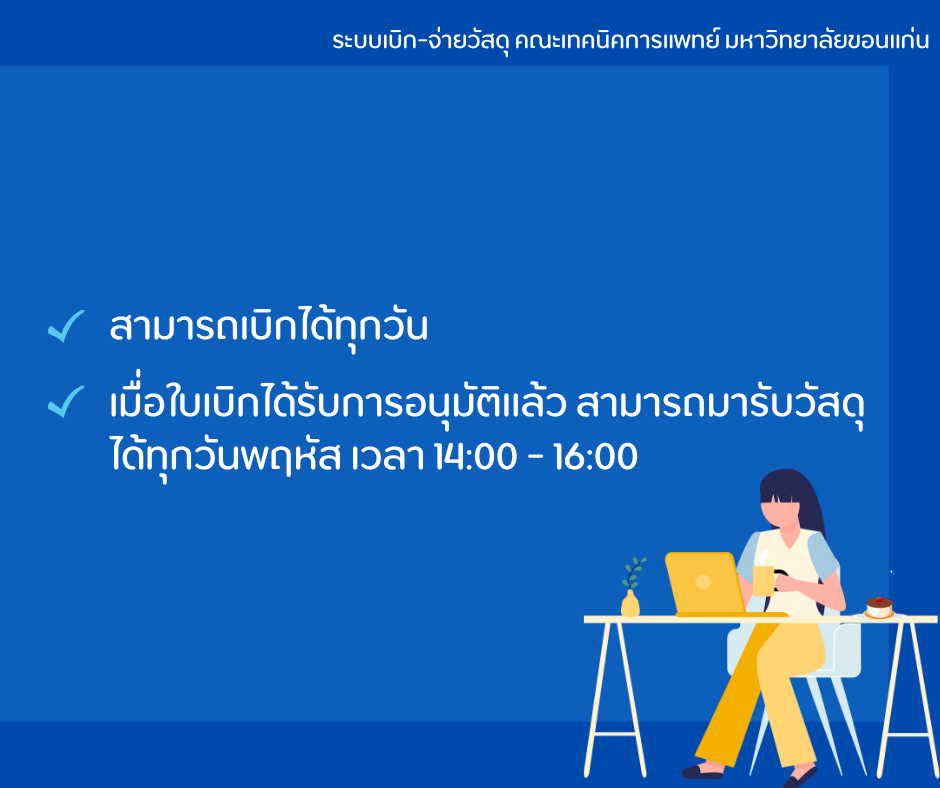 ระบบเบิก-จ่ายวัสดุ คณะเทคนิคการแพทย์ มหาวิทยาลัยขอนแก่น
สามารถเบิกได้ทุกวัน
เมื่อใบเบิกได้รับการอนุมัติแล้ว สามารถมารับวัสดุ
ได้ทุกวันพฤหัส เวลา 14:00 - 16:00